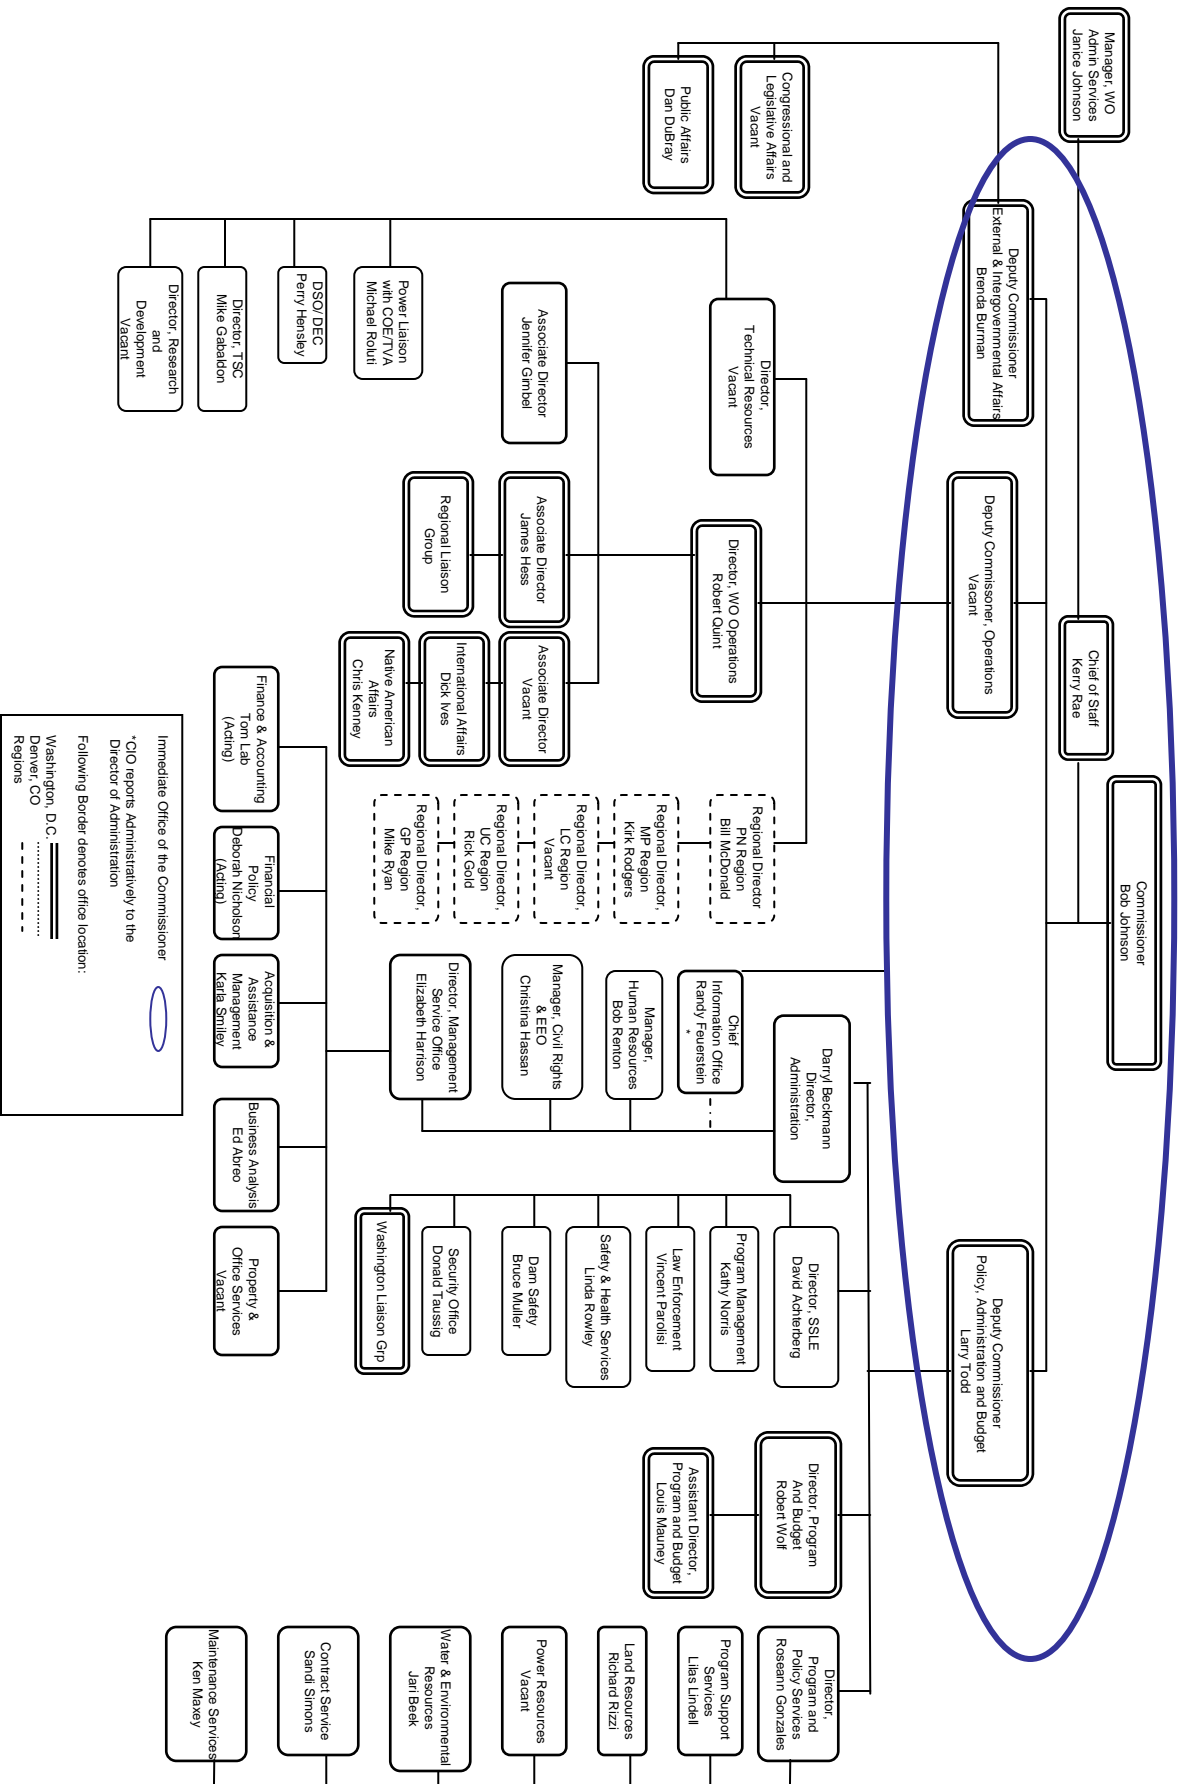 Commissioner
Bob Johnson
Chief of Staff
Kerry Rae
Manager, WO
Admin Services
Janice Johnson
Deputy Commissioner
External & Intergovernmental Affairs
Brenda Burman
Deputy Commissoner, Operations
Vacant
Deputy Commissioner
Policy, Administration and Budget
Larry Todd
Congressional and
Legislative Affairs
Vacant
Public Affairs
Dan DuBray
Director,
Technical Resources
Vacant
Power Liaison
with COE/TVA
Michael Roluti
DSO/ DEC
Perry Hensley
Director, TSC
Mike Gabaldon
Director, Research
and
Development
Vacant
Director, WO Operations
Robert Quint
Associate Director
Jennifer Gimbel
Associate Director
James Hess
Regional Liaison
Group
Associate Director
Vacant
International Affairs
Dick Ives
Native American
Affairs
Chris Kenney
Regional Director
PN Region
Bill McDonald
Regional Director,
MP Region
Kirk Rodgers
Regional Director,
LC Region
Vacant
Regional Director,
UC Region
Rick Gold
Regional Director,
GP Region
Mike Ryan
Darryl Beckmann
Director,
Administration
Chief
Information Office
Randy Feuerstein
*
Manager,
Human Resources
Bob Renton
Manager, Civil Rights
& EEO
Christina Hassan
Director, Management
Service Office
Elizabeth Harrison
Finance & Accounting
Tom Lab
(Acting)
Financial
Policy
Deborah Nicholson
(Acting)
Acquisition &
Assistance
Management
Karla Smiley
Business Analysis
Ed Abreo
Property &
Office Services
Vacant
Director, SSLE
David Achterberg
Program Management
Kathy Norris
Law Enforcement
Vincent Parolisi
Safety & Health Services
Linda Rowley
Dam Safety
Bruce Muller
Security Office
Donald Taussig
Washington Liaison Grp
Director, Program
And Budget
Robert Wolf
Assistant Director,
Program and Budget
Louis Mauney
Director,
Program and
Policy Services
Roseann Gonzales
Program Support
Services
Lilas Lindell
Land Resources
Richard Rizzi
Power Resources
Vacant
Water & Environmental
Resources
Jari Beek
Contract Service
Sandi Simons
Maintenance Services
Ken Maxey
Immediate Office of the Commissioner
*CIO reports Administratively to the
Director of Administration
Following Border denotes office location:
Washington, D.C.
Denver, CO
Regions